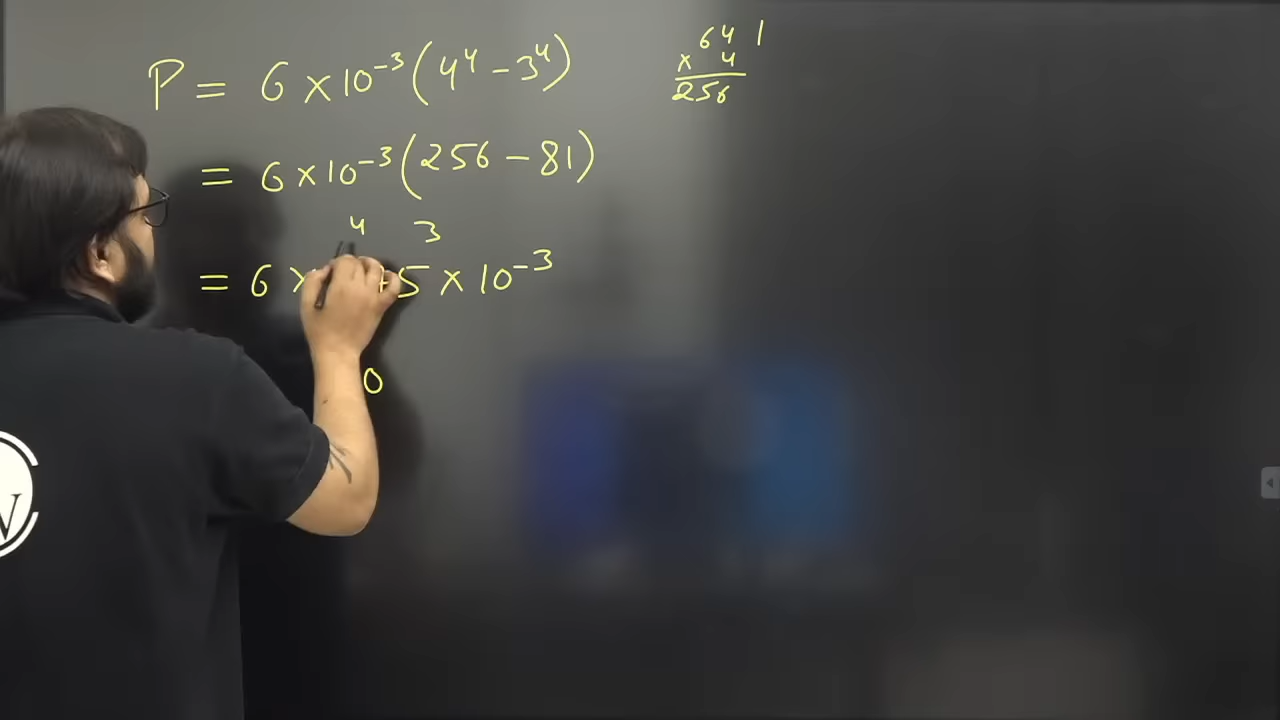 P = 6 × 10⁻³ (4⁴ − 3⁴)
64 1
× 4
256
= 6 × 10⁻³ (256 − 81)
4 3
= 6 × 5 × 10⁻³
0
W